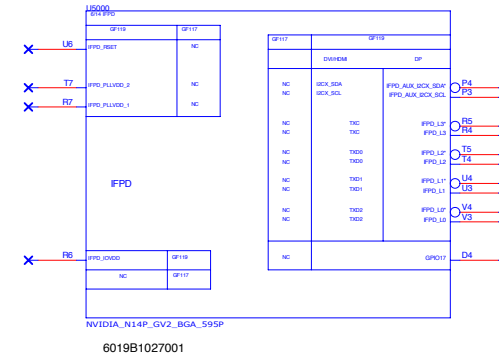 U5000
6/14 IFPD
GF119 GF117
U6 IFPD_RSET NC
T7 IFPD_PLLVDD_2 NC
R7 IFPD_PLLVDD_1 NC
IFPD
R6 IFPD_IOVDD GF119
NC GF117
GF117 GF119
DVI/HDMI DP
NC I2CX_SDA IFPD_AUX_I2CX_SDA* P4
NC I2CX_SCL IFPD_AUX_I2CX_SCL P3
NC TXC IFPD_L3* R5
NC TXC IFPD_L3 R4
NC TXD0 IFPD_L2* T5
NC TXD0 IFPD_L2 T4
NC TXD1 IFPD_L1* U4
NC TXD1 IFPD_L1 U3
NC TXD2 IFPD_L0* V4
NC TXD2 IFPD_L0 V3
NC GPIO17 D4
NVIDIA_N14P_GV2_BGA_595P
6019B1027001